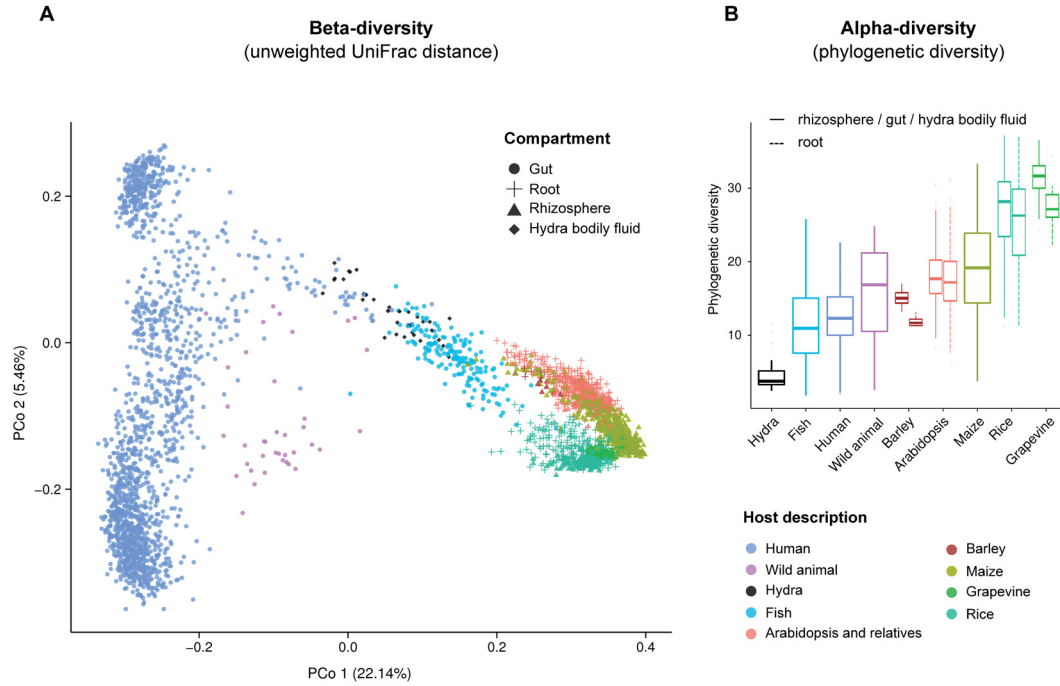 A
Beta-diversity
(unweighted UniFrac distance)
Compartment
Gut
Root
Rhizosphere
Hydra bodily fluid
PCo 2 (5.46%)
0.2
0.0
−0.2
−0.2
0.0
0.2
0.4
PCo 1 (22.14%)
B
Alpha-diversity
(phylogenetic diversity)
rhizosphere / gut / hydra bodily fluid
root
Phylogenetic diversity
30
20
10
Hydra
Fish
Human
Wild animal
Barley
Arabidopsis
Maize
Rice
Grapevine
Host description
Human
Wild animal
Hydra
Fish
Arabidopsis and relatives
Barley
Maize
Grapevine
Rice